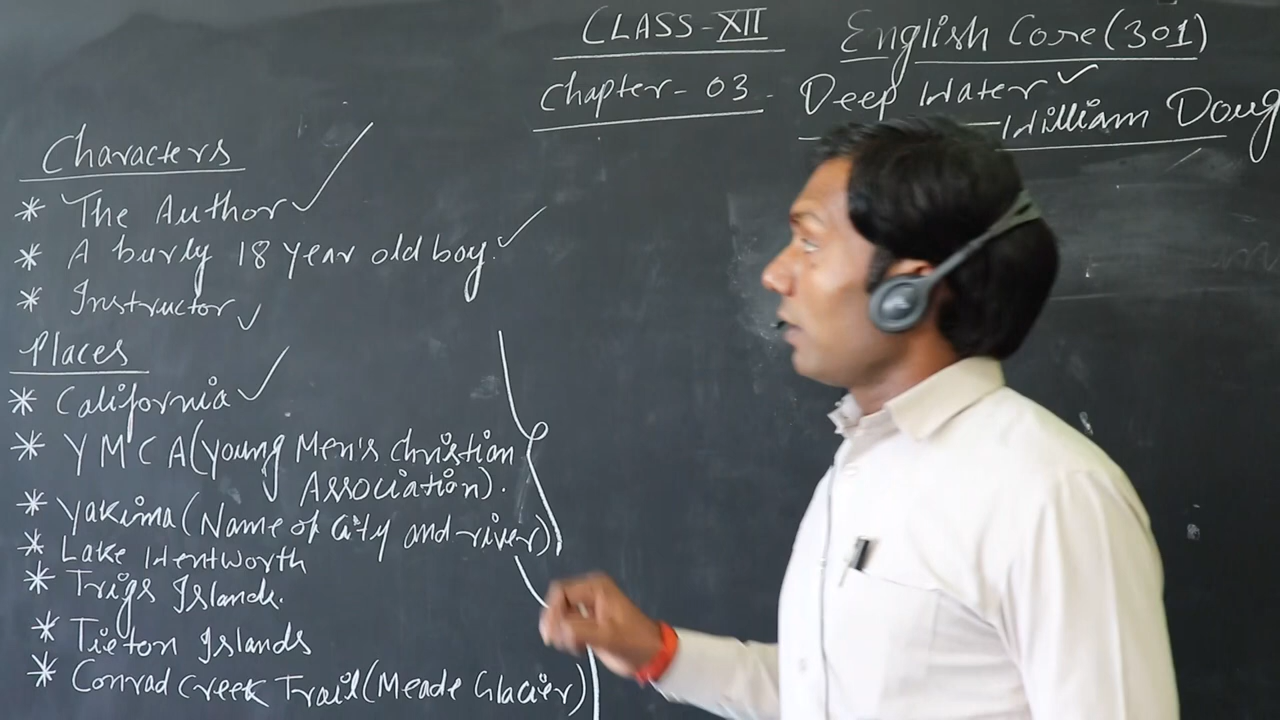 CLASS-XII English Core(301)
Chapter-03. Deep Water ✓
—William Doug
Characters
* The Author ✓
* A burly 18 year old boy. ✓
* Instructor ✓
Places
* California ✓
* YMCA(Young Men's Christian
Association).
* Yakima(Name of City and river)
* Lake Wentworth
* Trigs Islands.
* Tieton Islands
* Conrad Creek Trail(Meade Glacier)